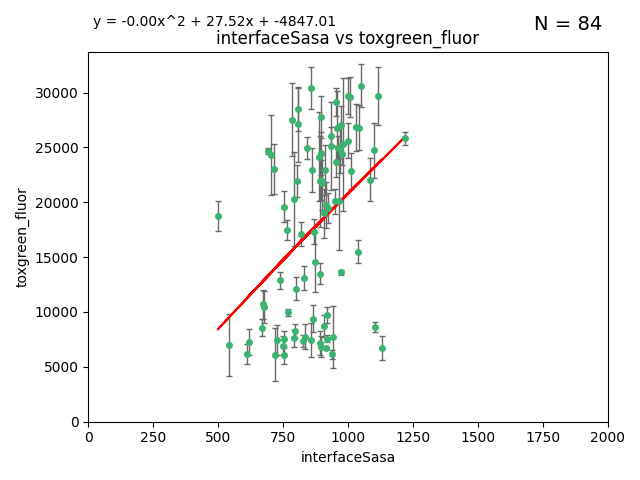 y = -0.00x^2 + 27.52x + -4847.01
N = 84
interfaceSasa vs toxgreen_fluor
toxgreen_fluor
30000
25000
20000
15000
10000
5000
0
0 250 500 750 1000 1250 1500 1750 2000
interfaceSasa